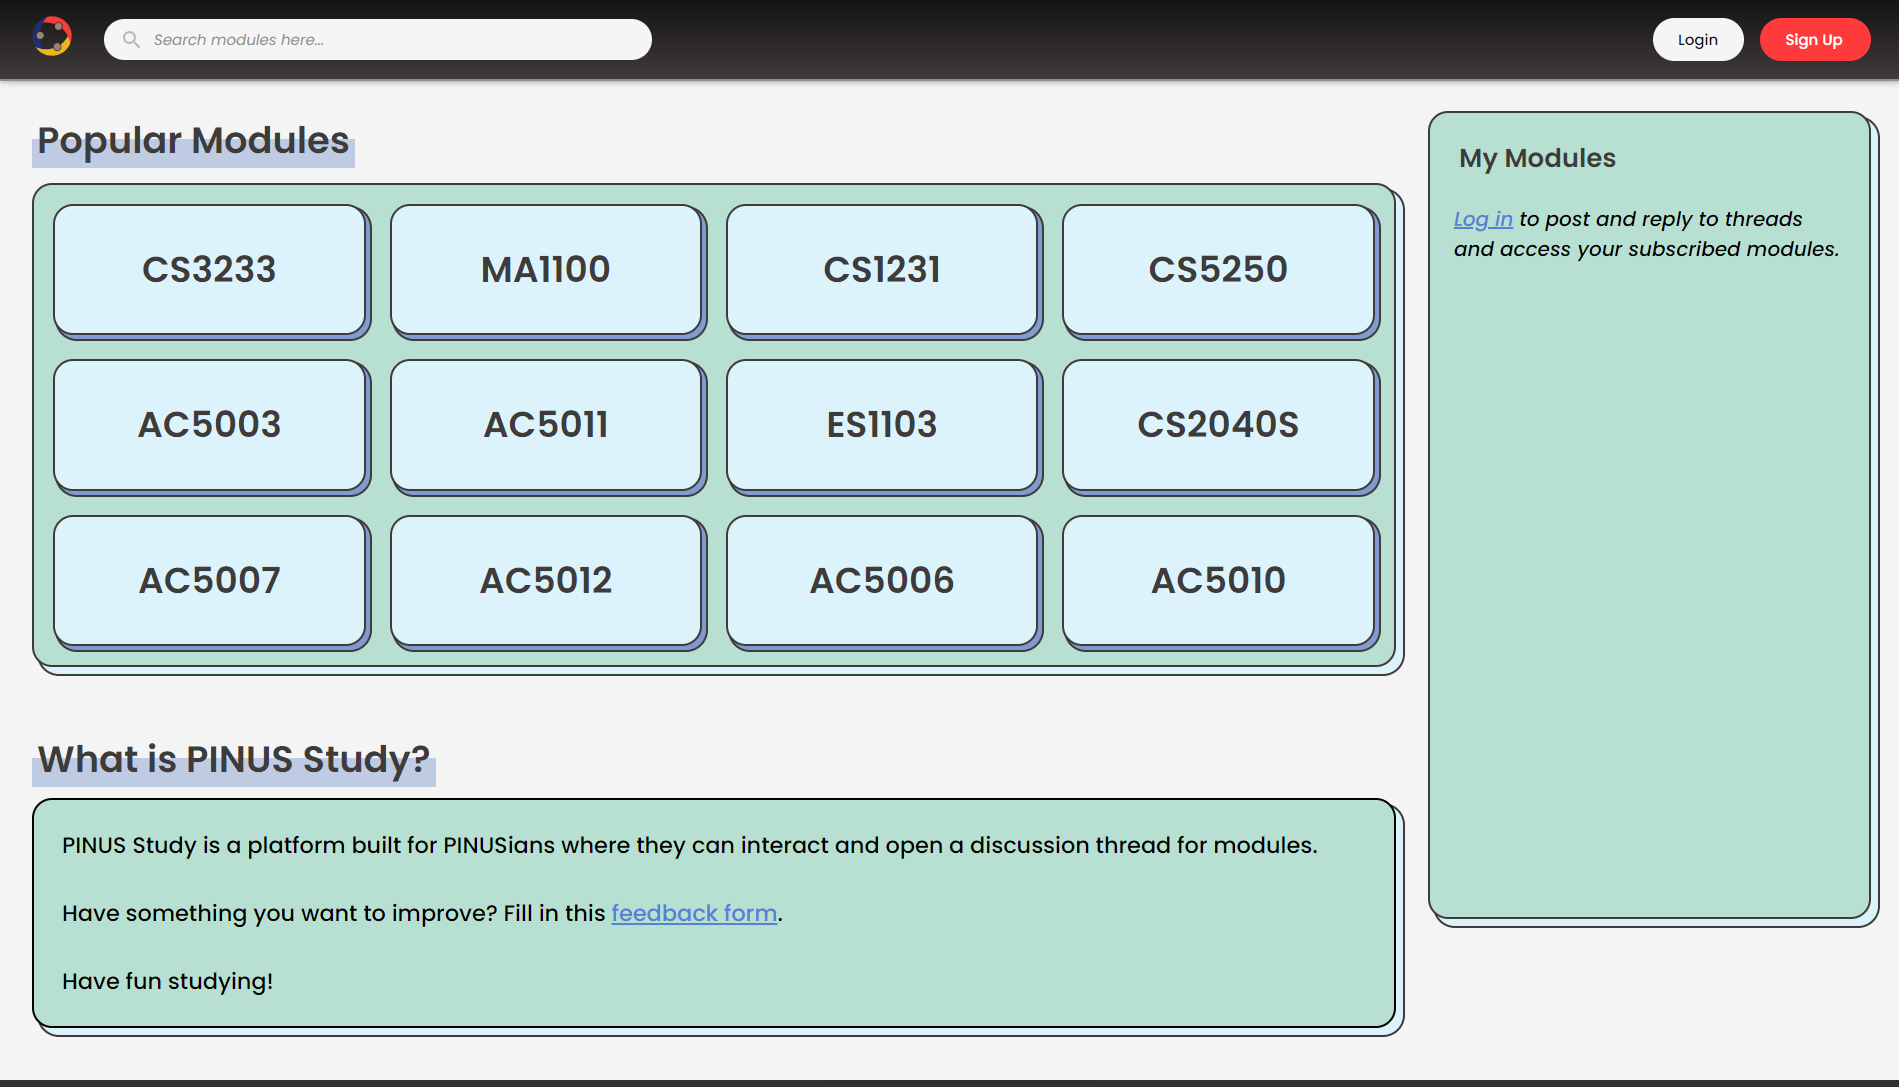 Search modules here...
Login
Sign Up
Popular Modules
CS3233
MA1100
CS1231
CS5250
AC5003
AC5011
ES1103
CS2040S
AC5007
AC5012
AC5006
AC5010
My Modules
Log in to post and reply to threads
and access your subscribed modules.
What is PINUS Study?
PINUS Study is a platform built for PINUSians where they can interact and open a discussion thread for modules.
Have something you want to improve? Fill in this feedback form.
Have fun studying!